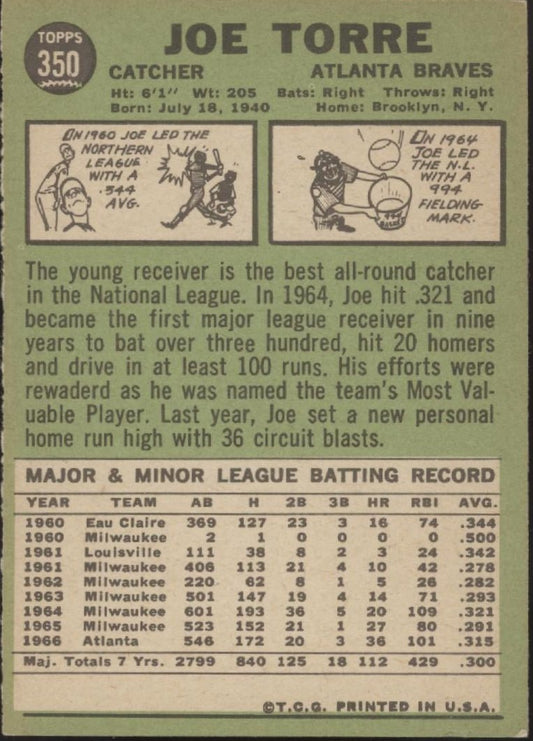 TOPPS
350
JOE TORRE
CATCHER ATLANTA BRAVES
Ht: 6'1" Wt: 205 Bats: Right Throws: Right
Born: July 18, 1940 Home: Brooklyn, N. Y.
IN 1960 JOE LED THE
NORTHERN
LEAGUE
WITH A
.344
AVG.
IN 1964
JOE LED
THE N.L.
WITH A
994
FIELDING
MARK.
The young receiver is the best all-round catcher
in the National League. In 1964, Joe hit .321 and
became the first major league receiver in nine
years to bat over three hundred, hit 20 homers
and drive in at least 100 runs. His efforts were
rewaderd as he was named the team's Most Val-
uable Player. Last year, Joe set a new personal
home run high with 36 circuit blasts.
MAJOR & MINOR LEAGUE BATTING RECORD
YEAR TEAM AB H 2B 3B HR RBI AVG.
1960 Eau Claire 369 127 23 3 16 74 .344
1960 Milwaukee 2 1 0 0 0 0 .500
1961 Louisville 111 38 8 2 3 24 .342
1961 Milwaukee 406 113 21 4 10 42 .278
1962 Milwaukee 220 62 8 1 5 26 .282
1963 Milwaukee 501 147 19 4 14 71 .293
1964 Milwaukee 601 193 36 5 20 109 .321
1965 Milwaukee 523 152 21 1 27 80 .291
1966 Atlanta 546 172 20 3 36 101 .315
Maj. Totals 7 Yrs. 2799 840 125 18 112 429 .300
©T.C.G. PRINTED IN U.S.A.